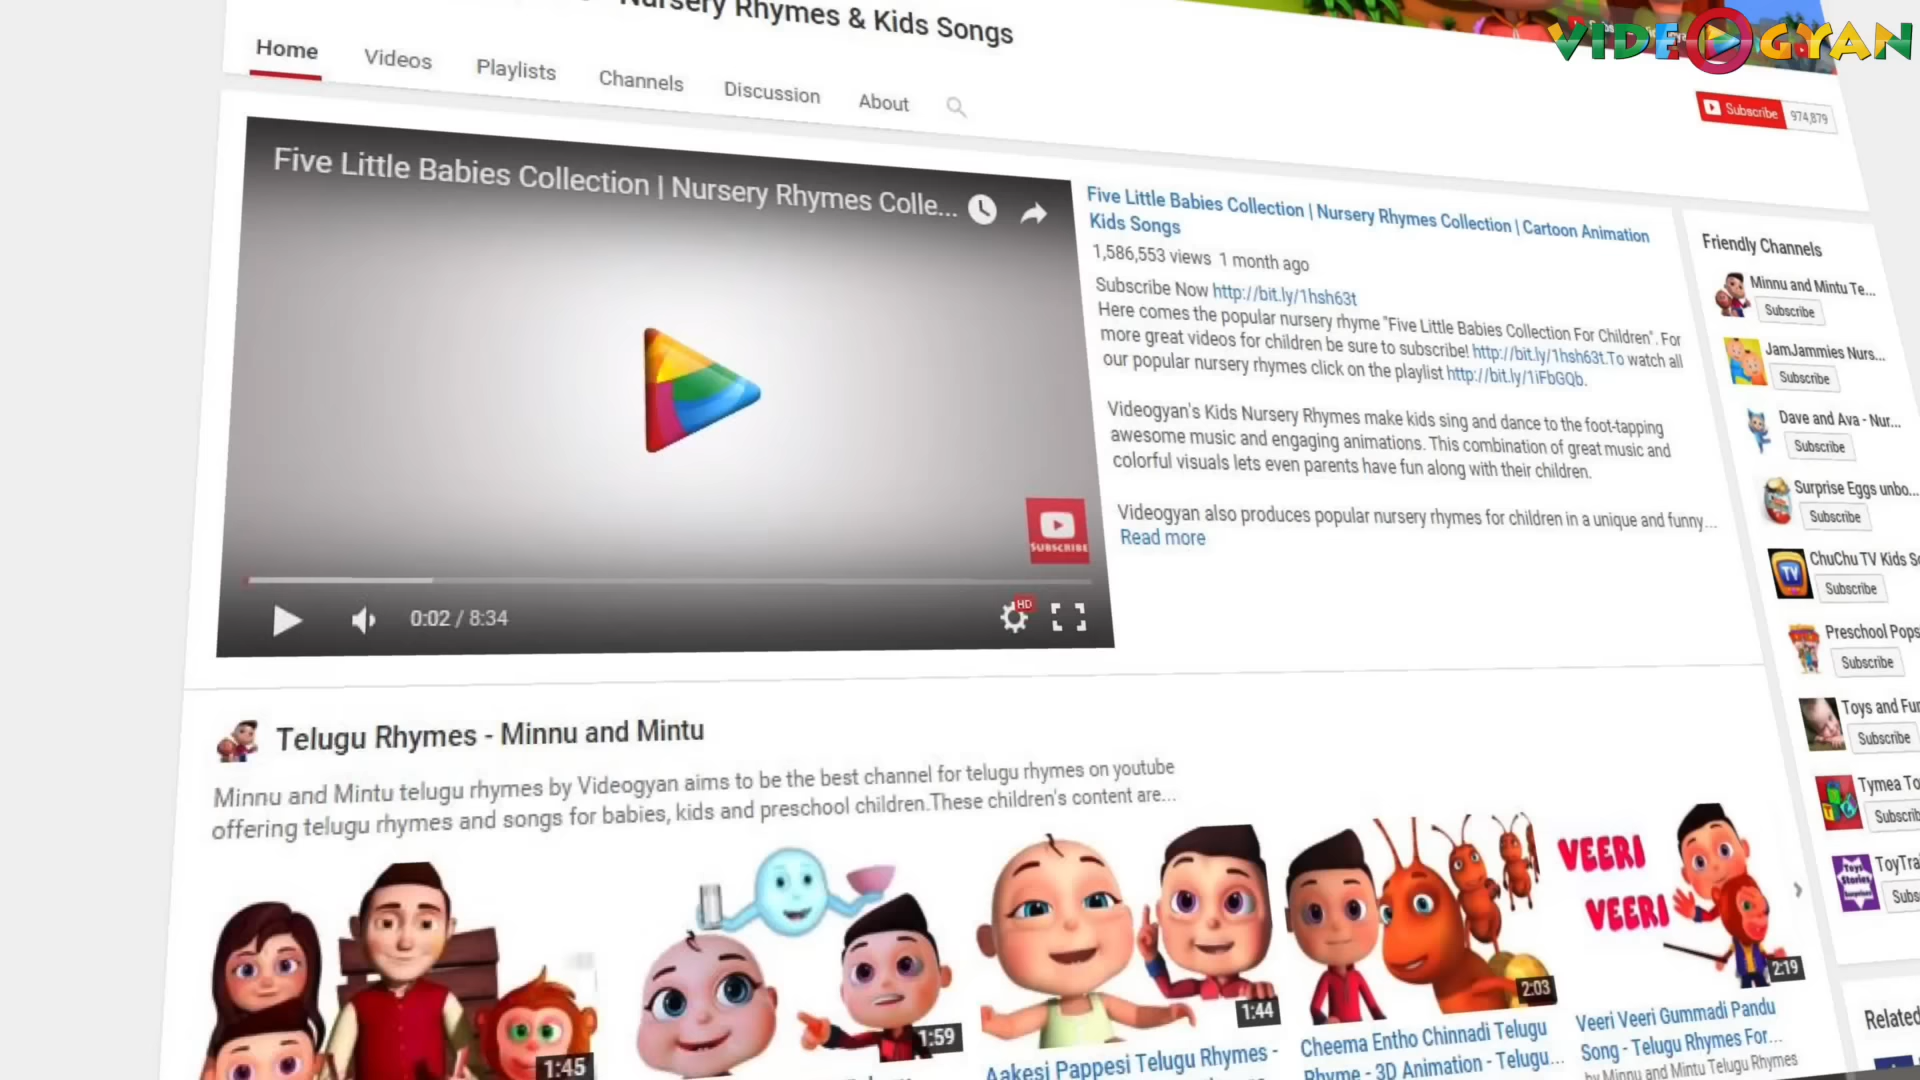 Nursery Rhymes & Kids Songs
VIDEOGYAN
Home Videos Playlists Channels Discussion About
Subscribe 974,879
Five Little Babies Collection | Nursery Rhymes Colle...
SUBSCRIBE
0:02 / 8:34
HD
Five Little Babies Collection | Nursery Rhymes Collection | Cartoon Animation
Kids Songs
1,586,553 views 1 month ago
Subscribe Now http://bit.ly/1hsh63t
Here comes the popular nursery rhyme "Five Little Babies Collection For Children". For
more great videos for children be sure to subscribe! http://bit.ly/1hsh63t.To watch all
our popular nursery rhymes click on the playlist http://bit.ly/1iFbGQb.
Videogyan's Kids Nursery Rhymes make kids sing and dance to the foot-tapping
awesome music and engaging animations. This combination of great music and
colorful visuals lets even parents have fun along with their children.
Videogyan also produces popular nursery rhymes for children in a unique and funny...
Read more
Friendly Channels
Minnu and Mintu Te...
Subscribe
JamJammies Nurs...
Subscribe
Dave and Ava - Nur...
Subscribe
Surprise Eggs unbo...
Subscribe
TV
ChuChu TV Kids So
Subscribe
Preschool Pops
Subscribe
Toys and Fun
Subscribe
Tymea To
Subscrib
ToyTra
Subs
Related
Telugu Rhymes - Minnu and Mintu
Minnu and Mintu telugu rhymes by Videogyan aims to be the best channel for telugu rhymes on youtube
offering telugu rhymes and songs for babies, kids and preschool children.These children's content are...
1:45
1:59
1:44
Aakesi Pappesi Telugu Rhymes -
2:03
Cheema Entho Chinnadi Telugu
Rhyme - 3D Animation - Telugu...
VEERI
VEERI
2:19
Veeri Veeri Gummadi Pandu
Song - Telugu Rhymes For...
by Minnu and Mintu Telugu Rhymes